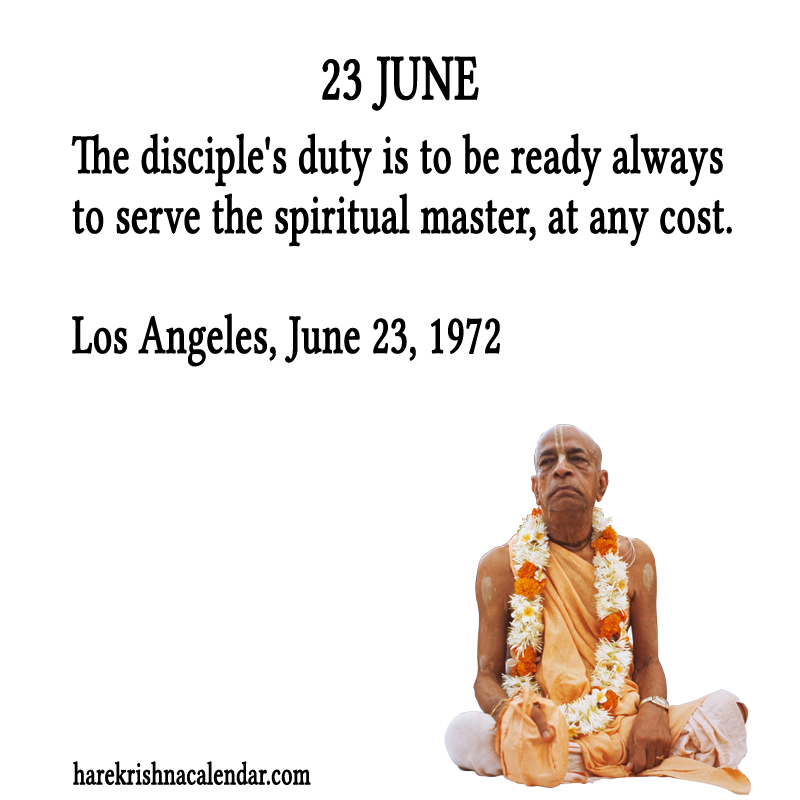 23 JUNE
The disciple's duty is to be ready always
to serve the spiritual master, at any cost.
Los Angeles, June 23, 1972
harekrishnacalendar.com